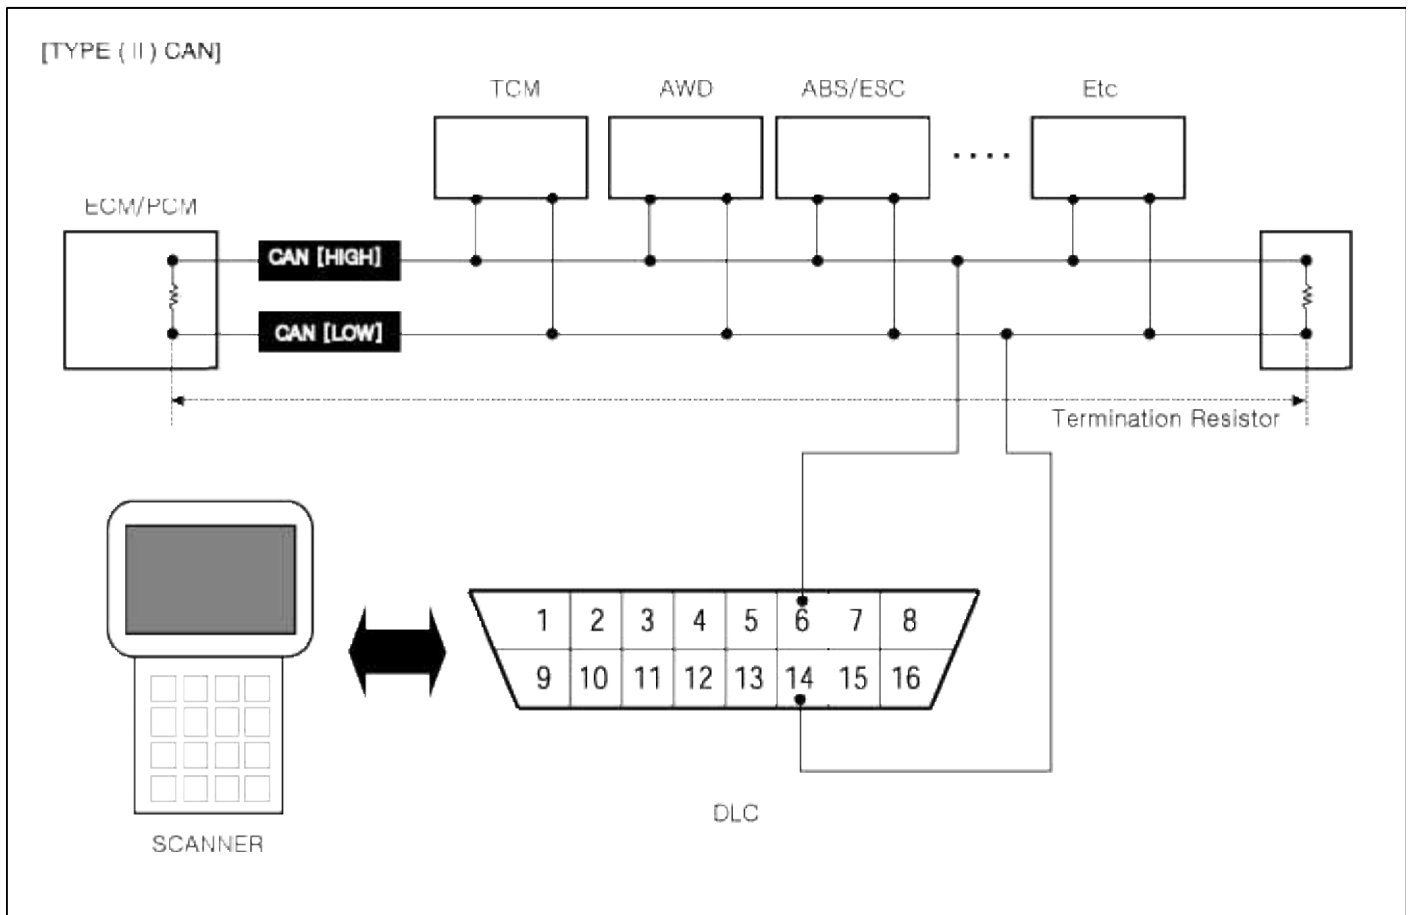 [TYPE ( II ) CAN]
TCM AWD ABS/ESC Etc
ECM/PCM
CAN [HIGH]
CAN [LOW]
Termination Resistor
1 2 3 4 5 6 7 8
9 10 11 12 13 14 15 16
DLC
SCANNER